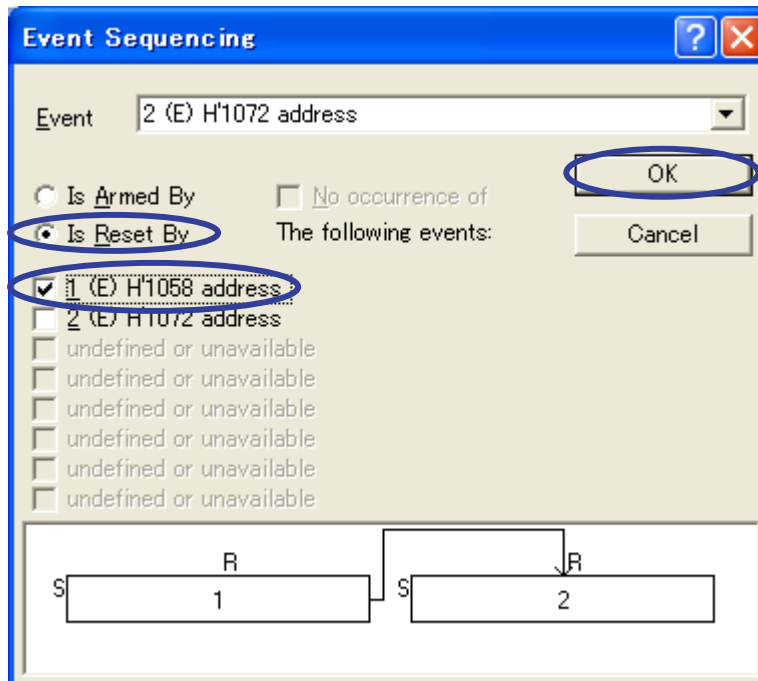 Event Sequencing
Event 2 (E) H'1072 address
Is Armed By
No occurrence of
OK
Is Reset By
The following events:
Cancel
1 (E) H'1058 address
2 (E) H'1072 address
undefined or unavailable
undefined or unavailable
undefined or unavailable
undefined or unavailable
undefined or unavailable
undefined or unavailable
R R
S 1 S 2